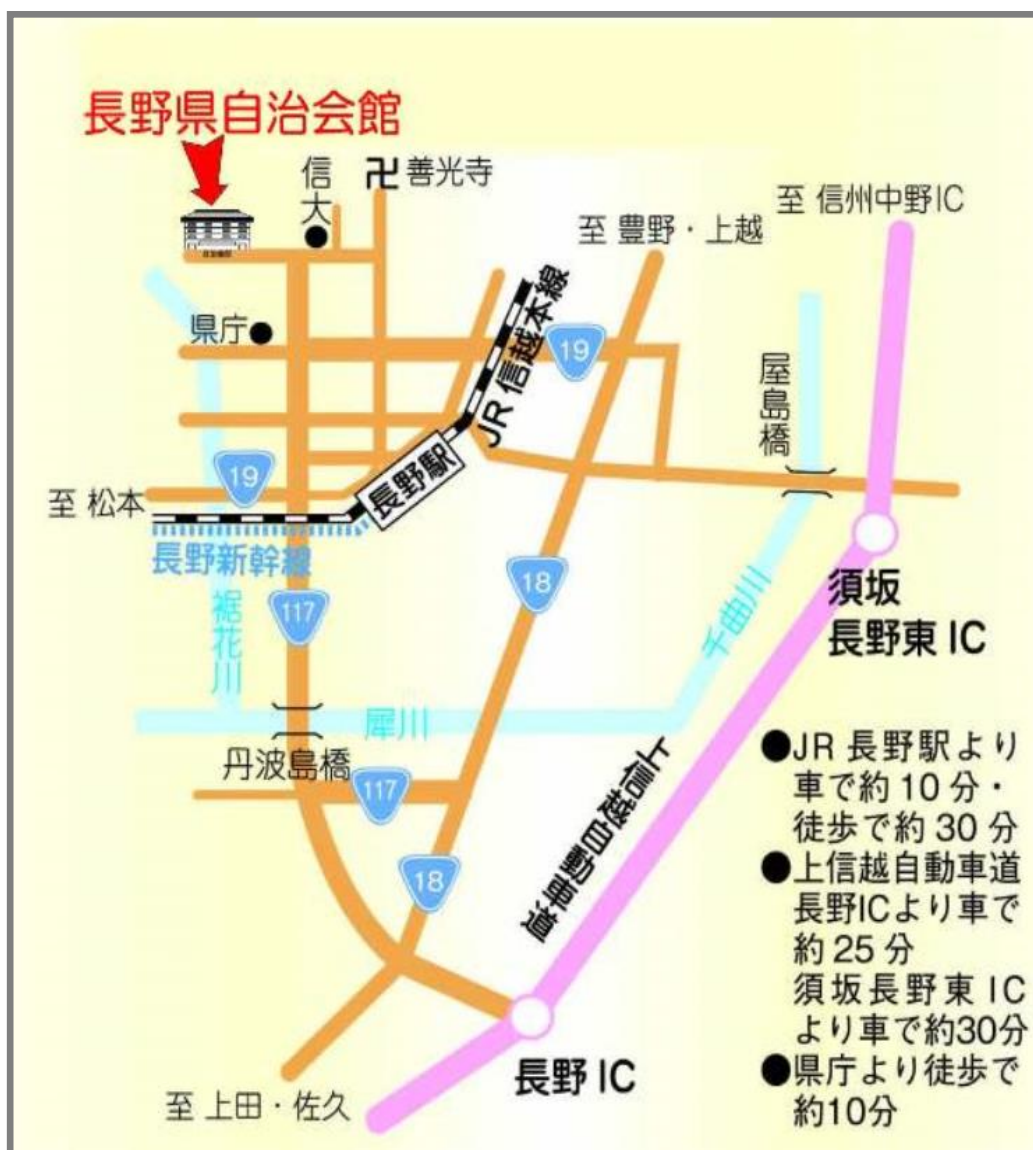 長野県自治会館
信大
卍 善光寺
至 信州中野IC
至 豊野・上越
県庁
JR 信越本線
19
屋島橋
19
長野駅
至 松本
長野新幹線
18
117
須坂
長野東 IC
裾花川
千曲川
犀川
丹波島橋
117
上信越自動車道
18
●JR 長野駅より
車で約 10 分・
徒歩で約 30 分
●上信越自動車道
長野ICより車で
約 25 分
須坂長野東 IC
より車で約30分
●県庁より徒歩で
約10分
長野 IC
至 上田・佐久